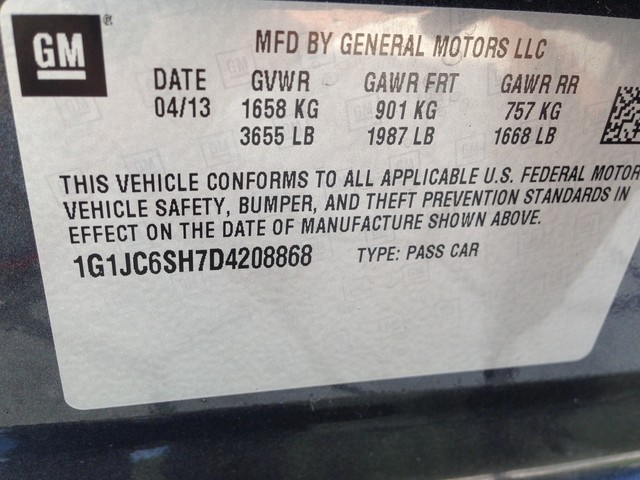 GM
MFD BY GENERAL MOTORS LLC
DATE GVWR GAWR FRT GAWR RR
04/13 1658 KG 901 KG 757 KG
3655 LB 1987 LB 1668 LB
THIS VEHICLE CONFORMS TO ALL APPLICABLE U.S. FEDERAL MOTOR
VEHICLE SAFETY, BUMPER, AND THEFT PREVENTION STANDARDS IN
EFFECT ON THE DATE OF MANUFACTURE SHOWN ABOVE.
1G1JC6SH7D4208868 TYPE: PASS CAR